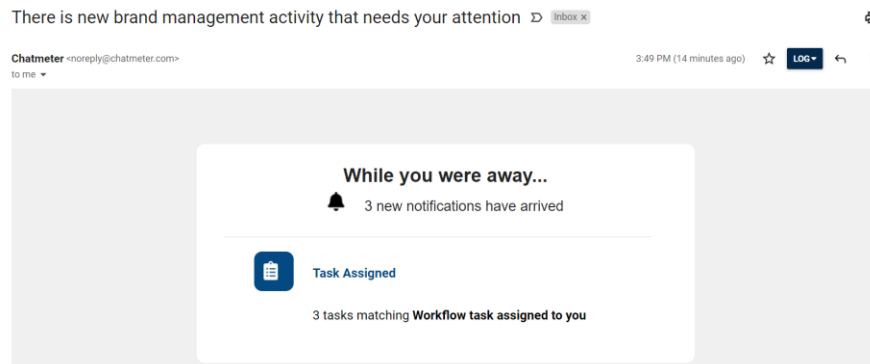 There is new brand management activity that needs your attention Inbox x
Chatmeter <noreply@chatmeter.com> 3:49 PM (14 minutes ago) LOG
to me
While you were away...
3 new notifications have arrived
Task Assigned
3 tasks matching Workflow task assigned to you